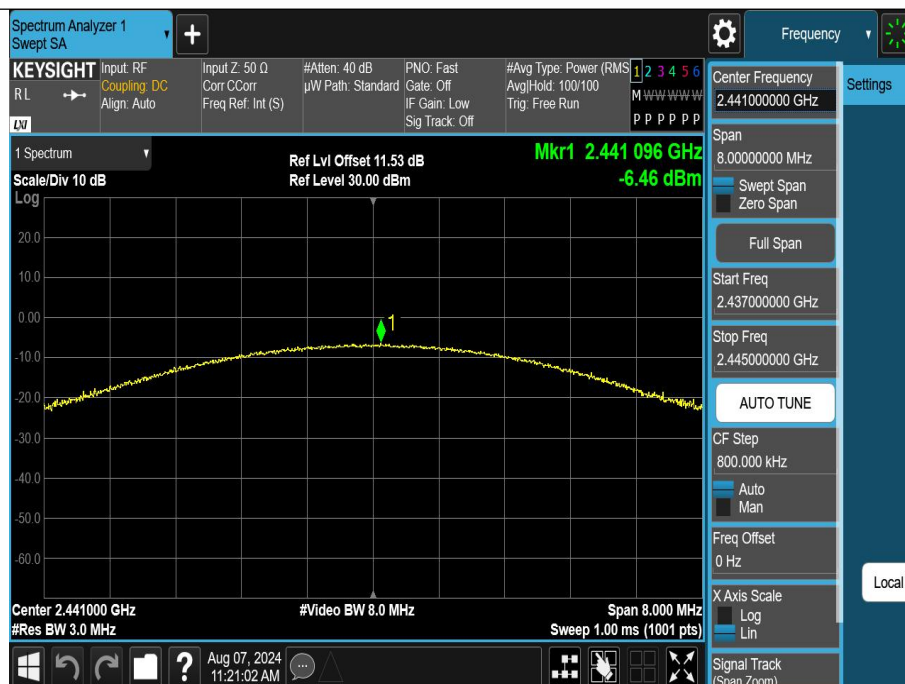 Spectrum Analyzer 1
Swept SA
+
Frequency
KEYSIGHT
RL
LXI
Input: RF
Coupling: DC
Align: Auto
Input Z: 50 Ω
Corr CCorr
Freq Ref: Int (S)
#Atten: 40 dB
µW Path: Standard
PNO: Fast
Gate: Off
IF Gain: Low
Sig Track: Off
#Avg Type: Power (RMS
Avg|Hold: 100/100
Trig: Free Run
1 2 3 4 5 6
M W W W W W
P P P P P P
1 Spectrum
Scale/Div 10 dB
Log
Ref Lvl Offset 11.53 dB
Ref Level 30.00 dBm
Mkr1 2.441 096 GHz
-6.46 dBm
20.0
10.0
0.00
1
-10.0
-20.0
-30.0
-40.0
-50.0
-60.0
Center 2.441000 GHz
#Res BW 3.0 MHz
#Video BW 8.0 MHz
Span 8.000 MHz
Sweep 1.00 ms (1001 pts)
Center Frequency
2.441000000 GHz
Settings
Span
8.00000000 MHz
Swept Span
Zero Span
Full Span
Start Freq
2.437000000 GHz
Stop Freq
2.445000000 GHz
AUTO TUNE
CF Step
800.000 kHz
Auto
Man
Freq Offset
0 Hz
Local
X Axis Scale
Log
Lin
Signal Track
(Span Zoom)
?
Aug 07, 2024
11:21:02 AM